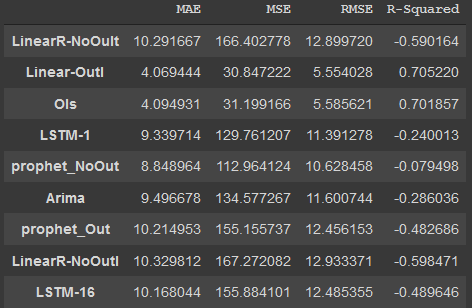 MAE MSE RMSE R-Squared
LinearR-NoOult 10.291667 166.402778 12.899720 -0.590164
Linear-Outl 4.069444 30.847222 5.554028 0.705220
Ols 4.094931 31.199166 5.585621 0.701857
LSTM-1 9.339714 129.761207 11.391278 -0.240013
prophet_NoOut 8.848964 112.964124 10.628458 -0.079498
Arima 9.496678 134.577267 11.600744 -0.286036
prophet_Out 10.214953 155.155737 12.456153 -0.482686
LinearR-NoOutl 10.329812 167.272082 12.933371 -0.598471
LSTM-16 10.168044 155.884101 12.485355 -0.489646